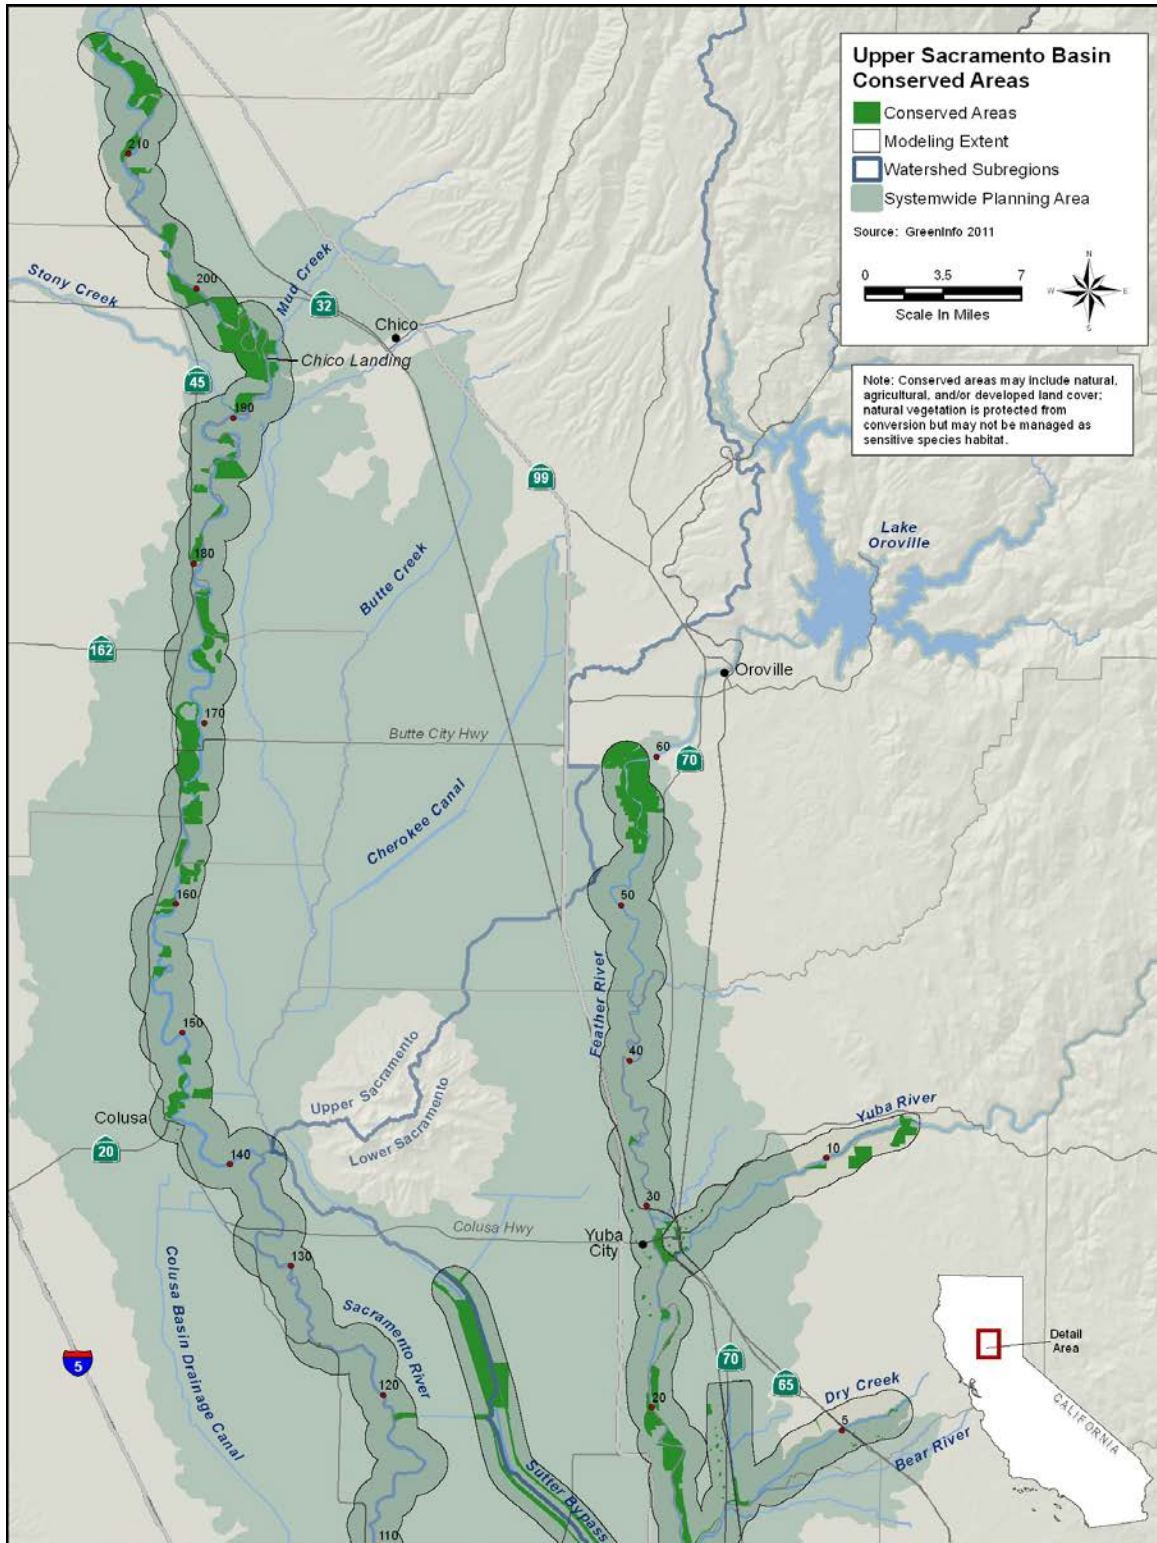 Upper Sacramento Basin
Conserved Areas
Conserved Areas
Modeling Extent
Watershed Subregions
Systemwide Planning Area
Source: GreenInfo 2011
0 3.5 7
Scale In Miles
N
W E
S
Note: Conserved areas may include natural,
agricultural, and/or developed land cover;
natural vegetation is protected from
conversion but may not be managed as
sensitive species habitat.
210
200
Stony Creek
Mud Creek
32
Chico
Chico Landing
45
190
99
Lake
Oroville
180
Butte Creek
162
Oroville
170
Butte City Hwy
60
70
Cherokee Canal
160
50
Feather River
150
40
Upper Sacramento
Lower Sacramento
Colusa
20
140
Yuba River
10
30
Colusa Hwy
Yuba
City
130
Colusa Basin Drainage Canal
Sacramento River
5
120
20
70
65
Dry Creek
5
Bear River
Sutter Bypass
110
Detail
Area
CALIFORNIA